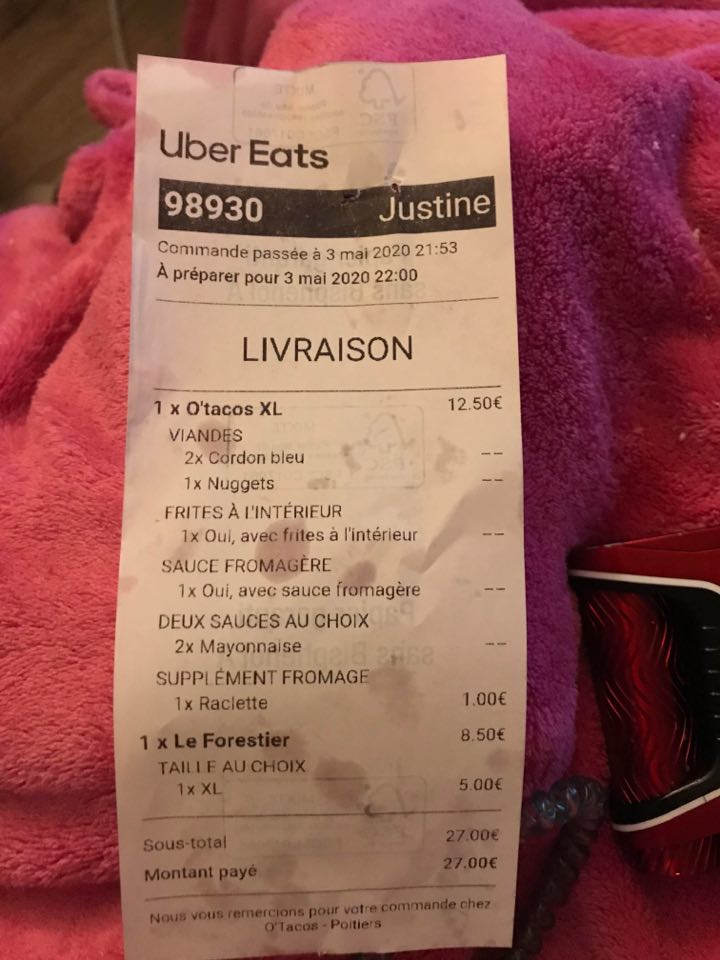 Uber Eats
98930 Justine
Commande passée à 3 mai 2020 21:53
À préparer pour 3 mai 2020 22:00
LIVRAISON
1 x O'tacos XL 12.50€
VIANDES
2x Cordon bleu --
1x Nuggets --
FRITES À L'INTÉRIEUR
1x Oui, avec frites à l'intérieur --
SAUCE FROMAGÈRE
1x Oui, avec sauce fromagère --
DEUX SAUCES AU CHOIX
2x Mayonnaise --
SUPPLÉMENT FROMAGE
1x Raclette 1.00€
1 x Le Forestier 8.50€
TAILLE AU CHOIX
1x XL 5.00€
Sous-total 27.00€
Montant payé 27.00€
Nous vous remercions pour votre commande chez
O'Tacos - Poitiers